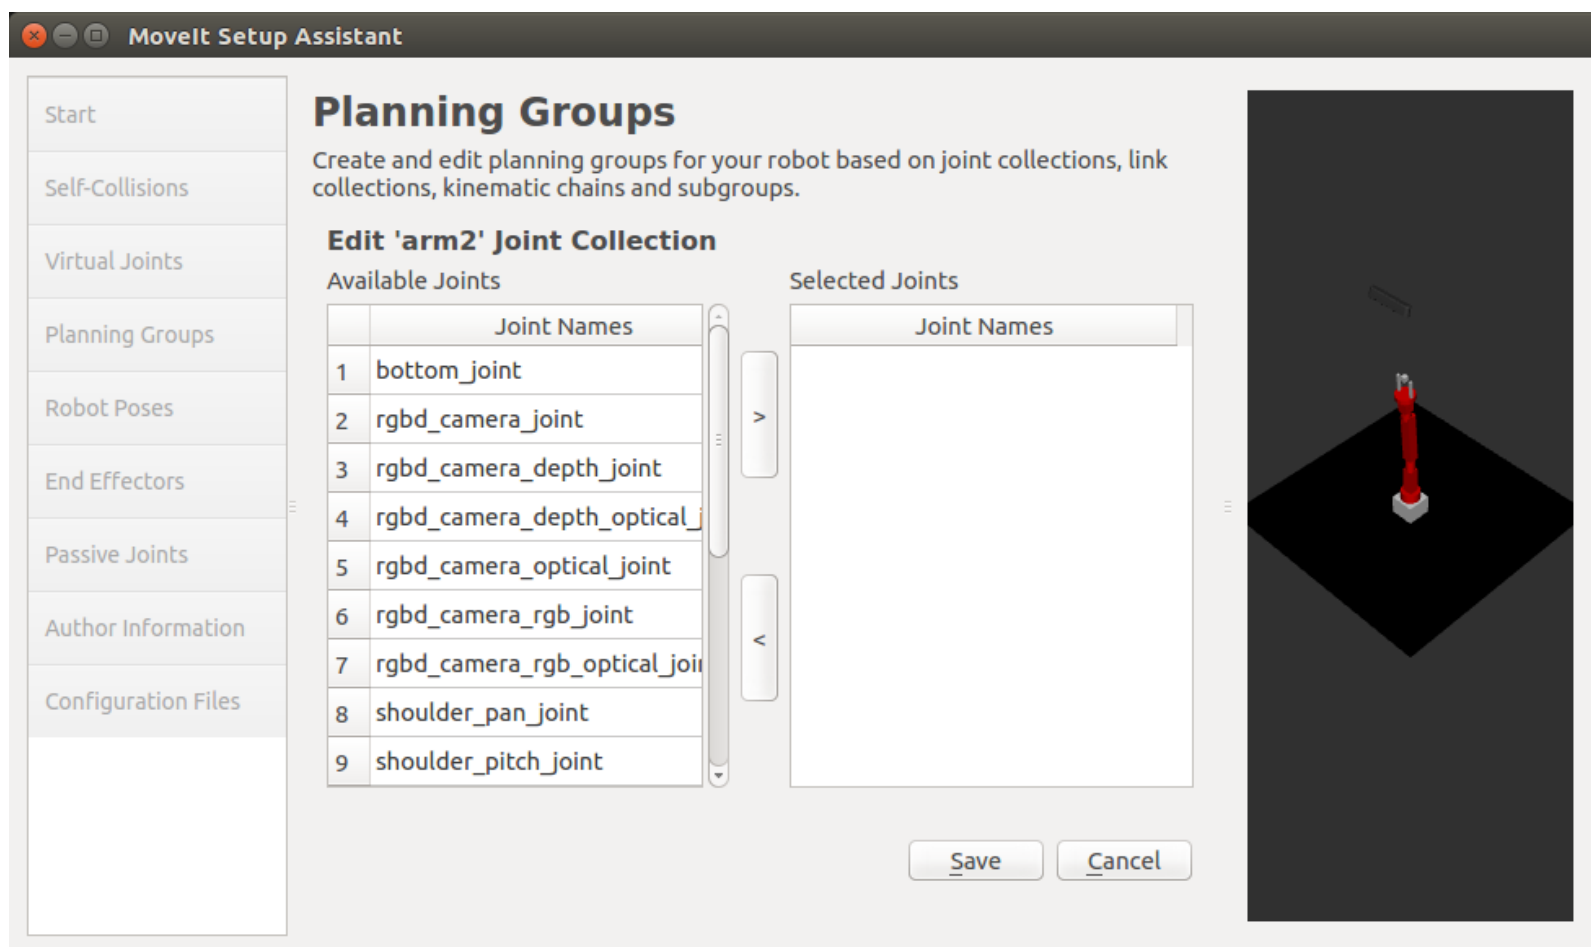 MoveIt Setup Assistant
Start
Self-Collisions
Virtual Joints
Planning Groups
Robot Poses
End Effectors
Passive Joints
Author Information
Configuration Files
Planning Groups
Create and edit planning groups for your robot based on joint collections, link
collections, kinematic chains and subgroups.
Edit 'arm2' Joint Collection
Available Joints
Joint Names
1 bottom_joint
2 rgbd_camera_joint
3 rgbd_camera_depth_joint
4 rgbd_camera_depth_optical_j
5 rgbd_camera_optical_joint
6 rgbd_camera_rgb_joint
7 rgbd_camera_rgb_optical_joi
8 shoulder_pan_joint
9 shoulder_pitch_joint
>
<
Selected Joints
Joint Names
Save Cancel